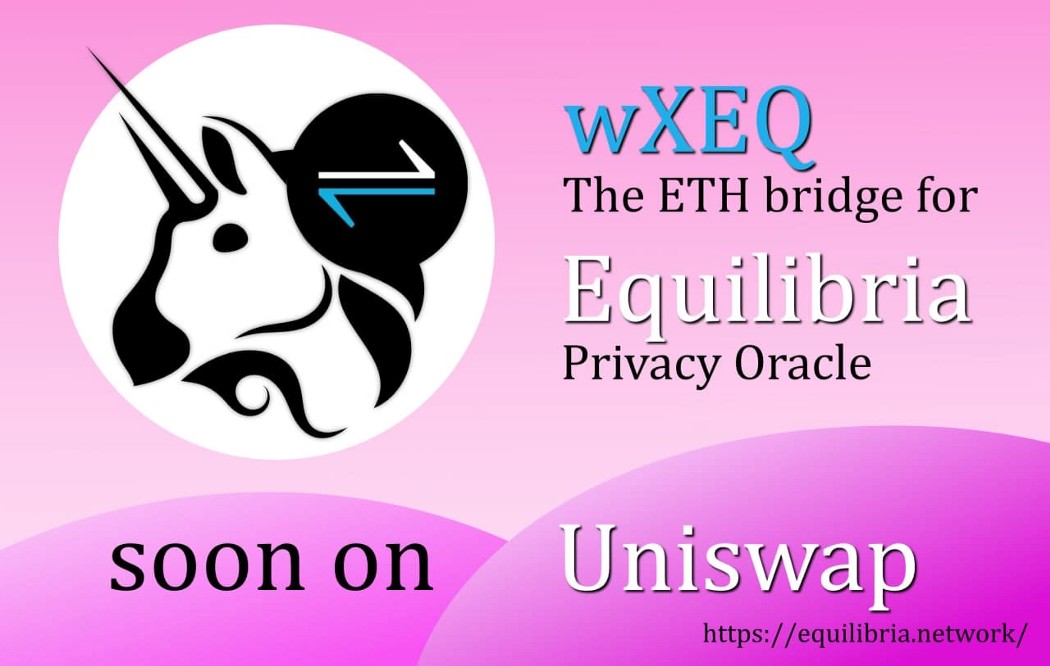 wXEQ
The ETH bridge for
Equilibria
Privacy Oracle
soon on Uniswap
https://equilibria.network/